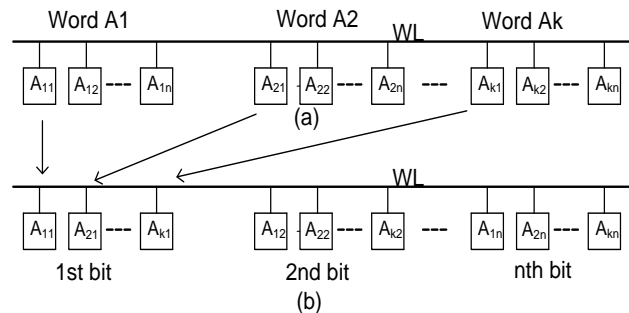 Word A1 Word A2 WL Word Ak
A11 A12 ---- A1n A21 A22 ---- A2n ---- Ak1 Ak2 ---- Akn
(a)
WL
A11 A21 ---- Ak1 A12 A22 ---- Ak2 ---- A1n A2n ---- Akn
1st bit 2nd bit nth bit
(b)